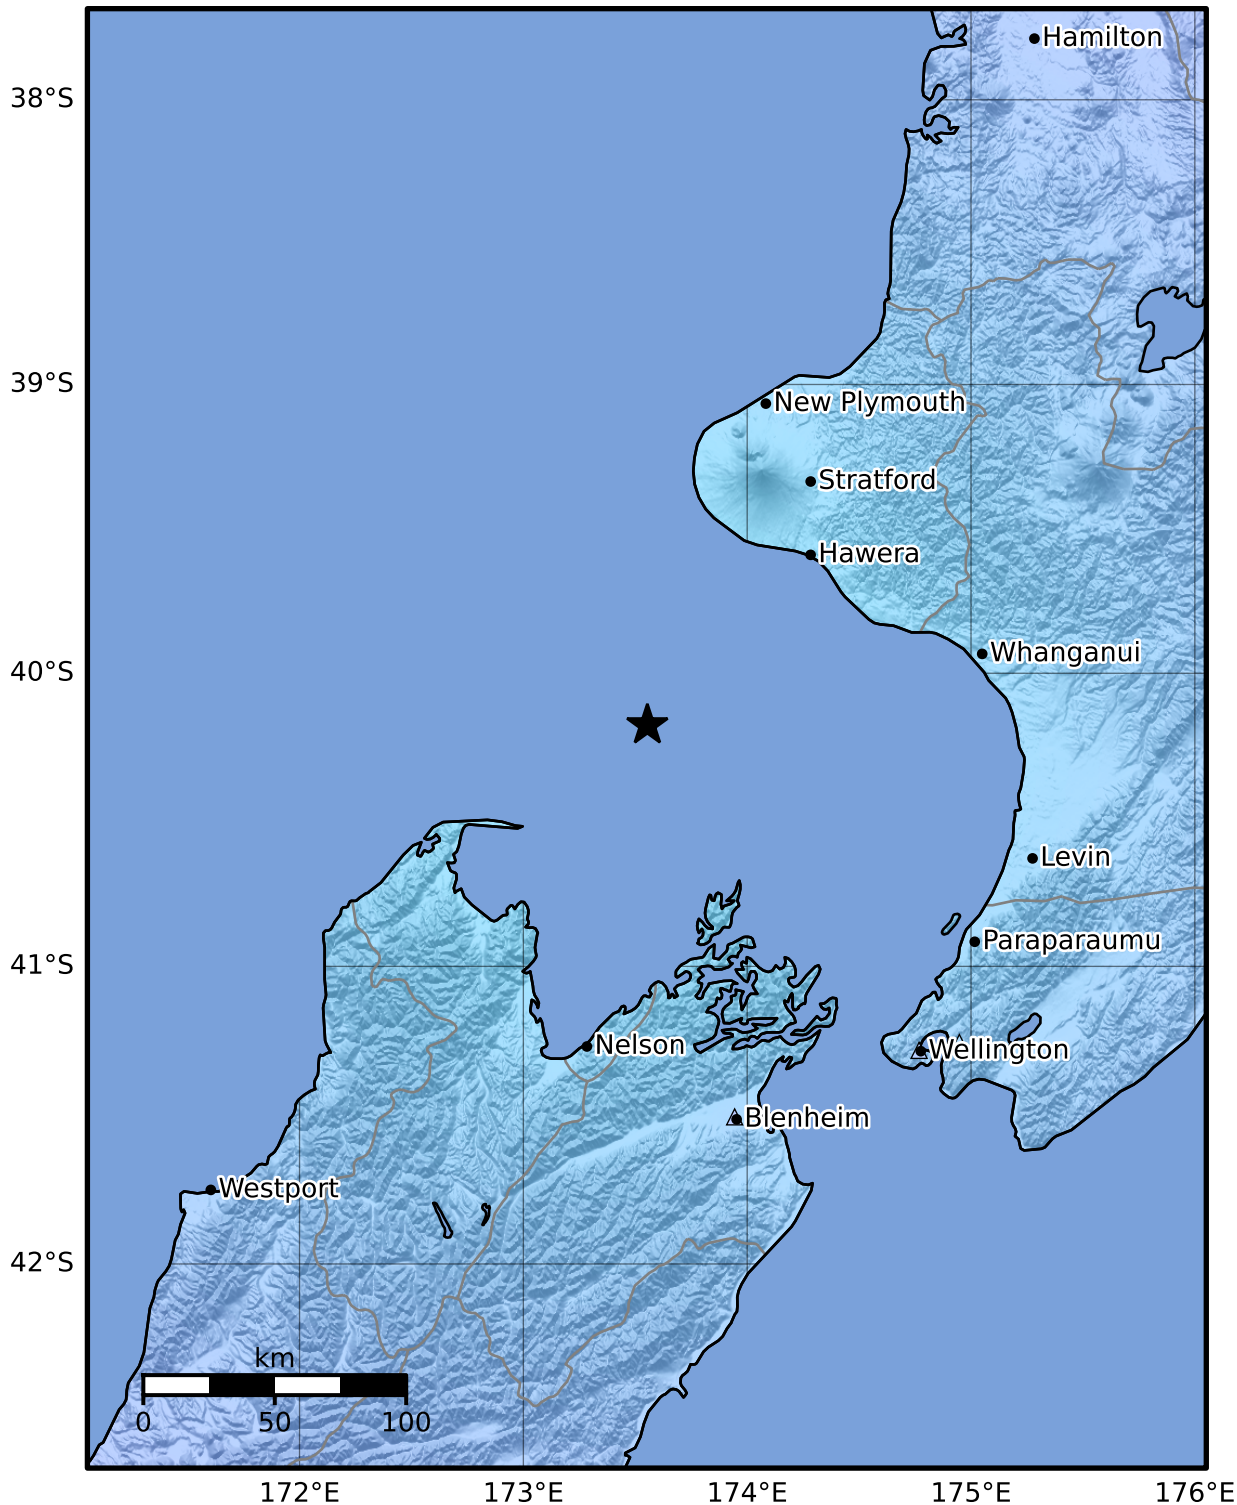 Hamilton
38°S
39°S
New Plymouth
Stratford
Hawera
Whanganui
40°S
Levin
Paraparaumu
41°S
Nelson
Wellington
Blenheim
Westport
42°S
km
0 50 100
172°E 173°E 174°E 175°E 176°E